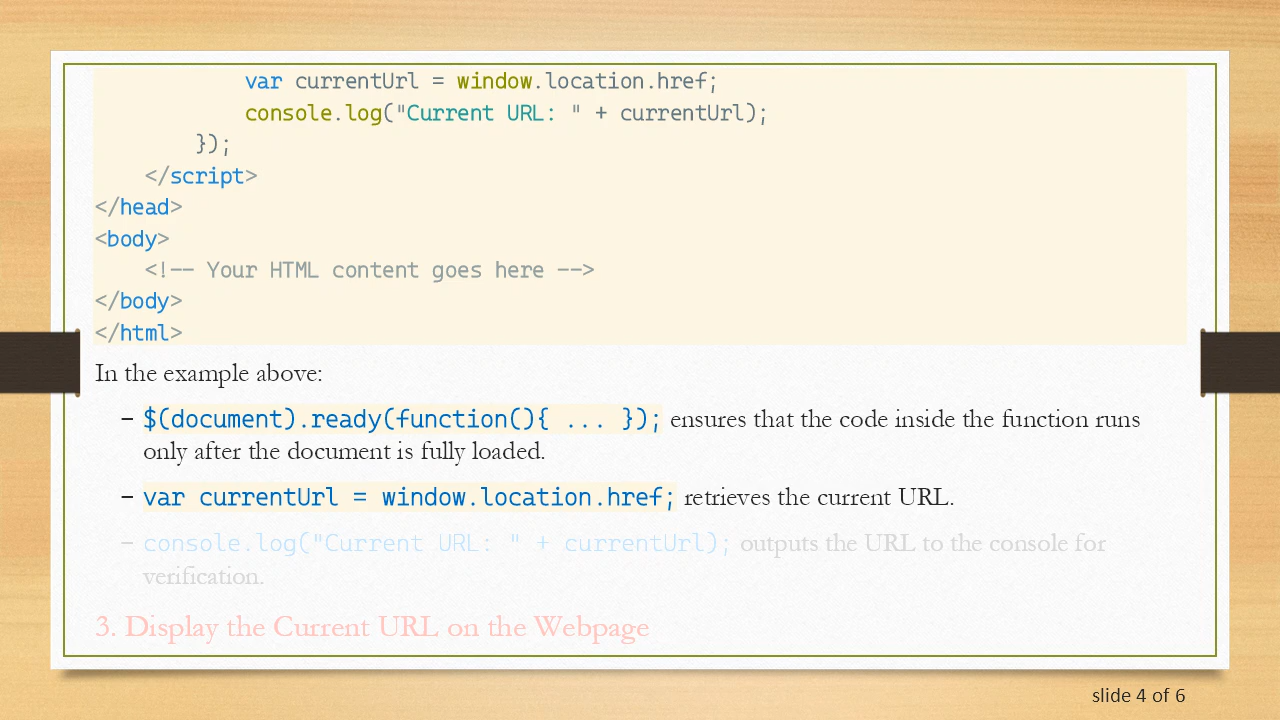 var currentUrl = window.location.href;
console.log("Current URL: " + currentUrl);
});
</script>
</head>
<body>
<!-- Your HTML content goes here -->
</body>
</html>
In the example above:
– $(document).ready(function(){ ... }); ensures that the code inside the function runs
only after the document is fully loaded.
– var currentUrl = window.location.href; retrieves the current URL.
– console.log("Current URL: " + currentUrl); outputs the URL to the console for
verification.
3. Display the Current URL on the Webpage
slide 4 of 6